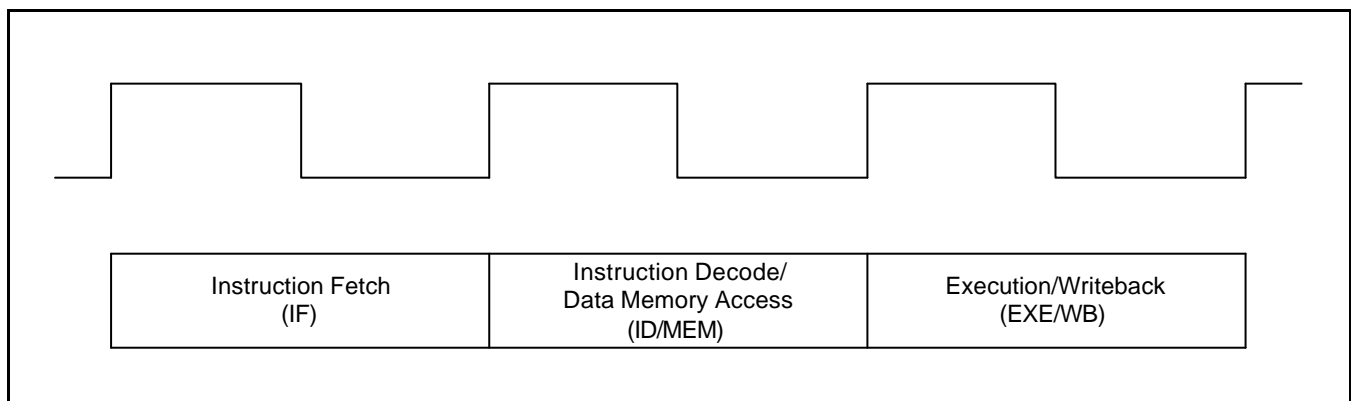 Instruction Fetch
(IF)
Instruction Decode/
Data Memory Access
(ID/MEM)
Execution/Writeback
(EXE/WB)